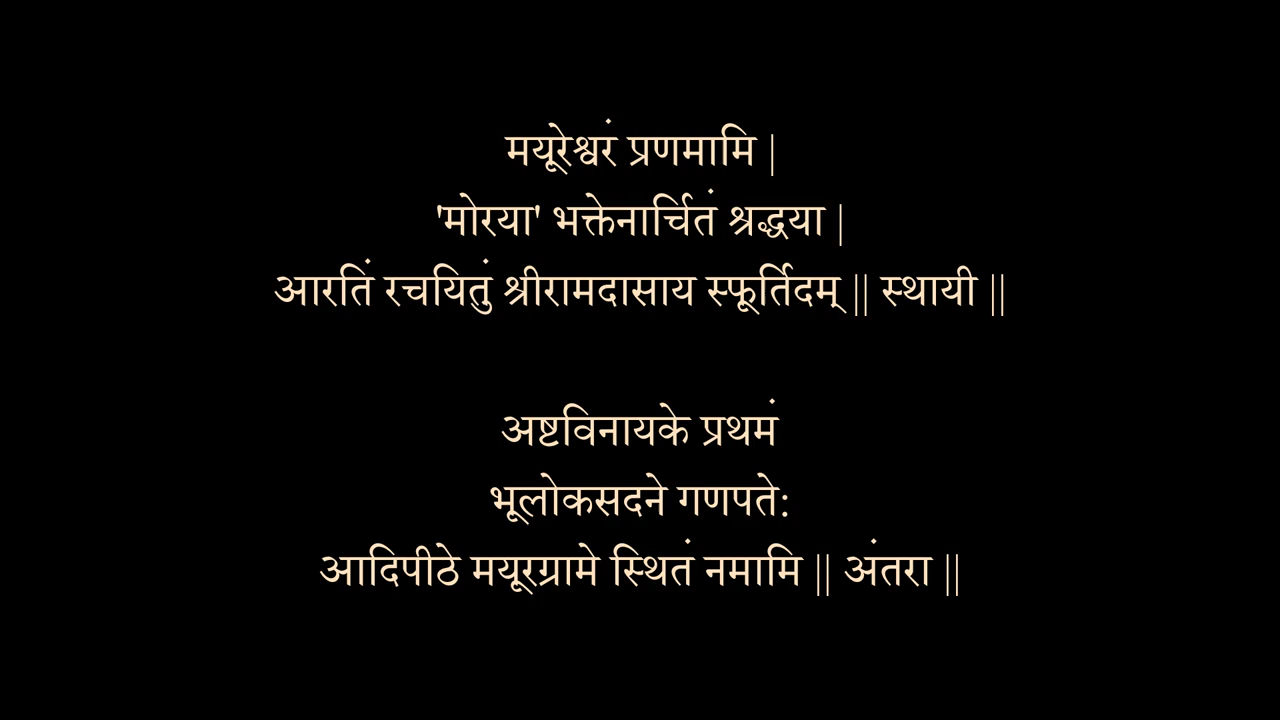 मयूरेश्वरं प्रणमामि |
'मोरया' भक्तेनार्चितं श्रद्धया |
आरतिं रचयितुं श्रीरामदासाय स्फूर्तिदम् || स्थायी ||
अष्टविनायके प्रथमं
भूलोकसदने गणपते:
आदिपीठे मयूरग्रामे स्थितं नमामि || अंतरा ||